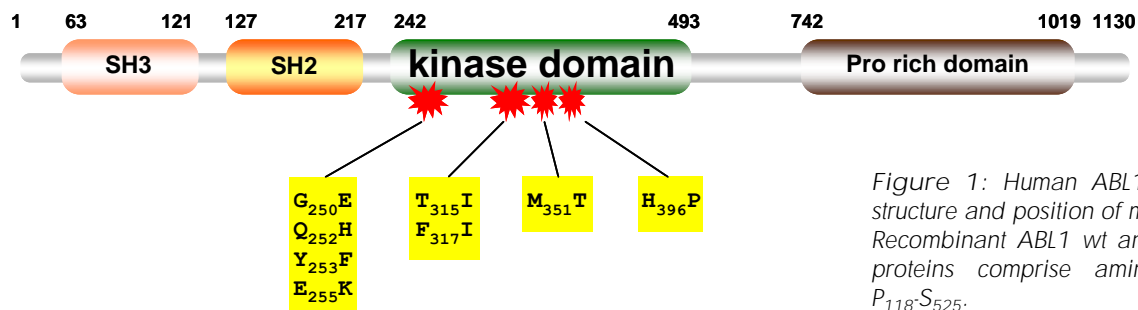 1 63 121 127 217 242 493 742 1019 1130
SH3 SH2 kinase domain Pro rich domain
G250E
Q252H
Y253F
E255K
T315I
F317I
M351T
H396P
Figure 1: Human ABL1
structure and position of m
Recombinant ABL1 wt an
proteins comprise amin
P118-S525.